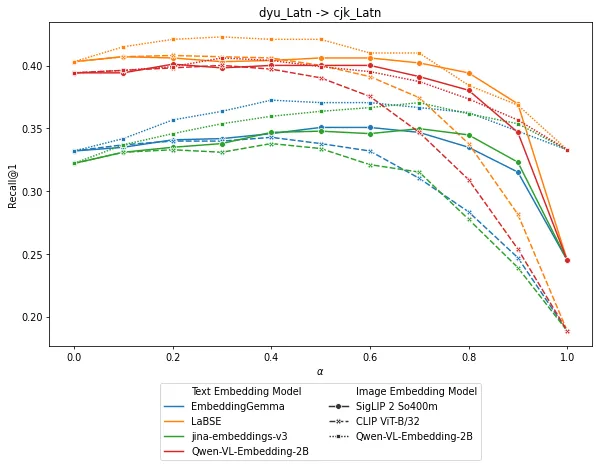 dyu_Latn -> cjk_Latn
Recall@1
0.40
0.35
0.30
0.25
0.20
0.0 0.2 0.4 0.6 0.8 1.0
α
Text Embedding Model
EmbeddingGemma
LaBSE
jina-embeddings-v3
Qwen-VL-Embedding-2B
Image Embedding Model
SigLIP 2 So400m
CLIP ViT-B/32
Qwen-VL-Embedding-2B